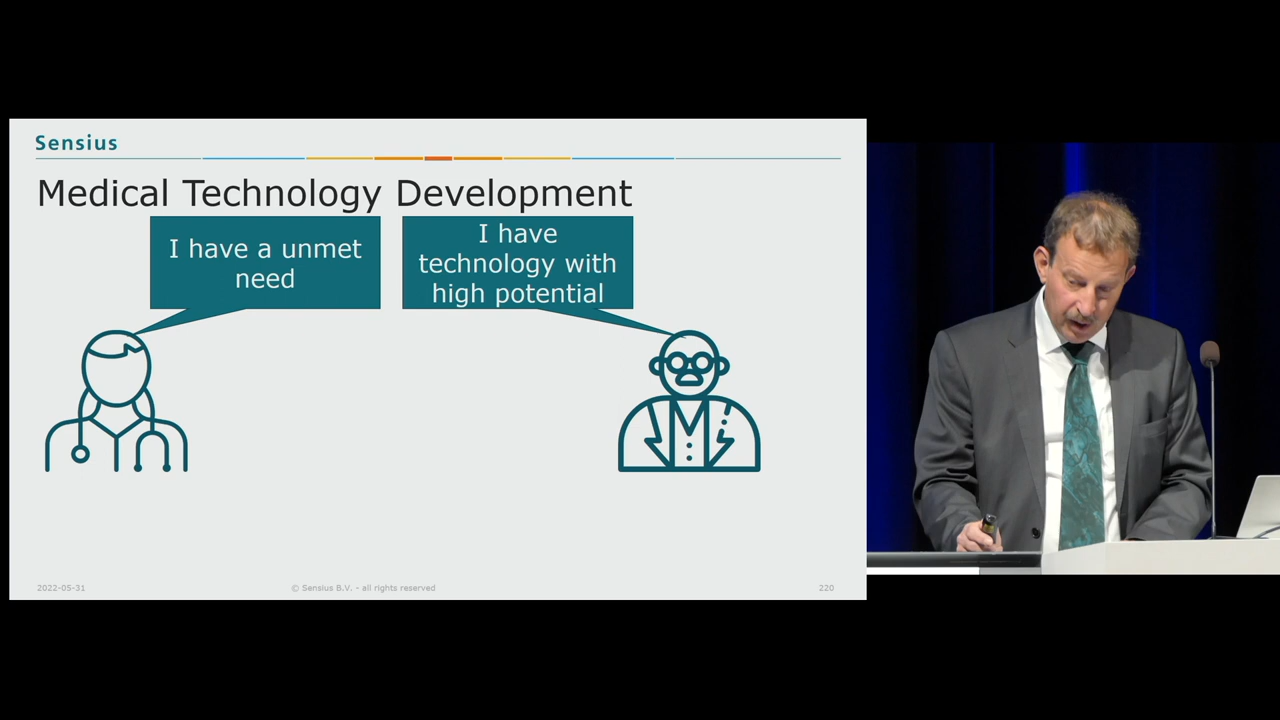 Sensius
Medical Technology Development
I have a unmet
need
I have
technology with
high potential
2022-05-31
© Sensius B.V. - all rights reserved
220